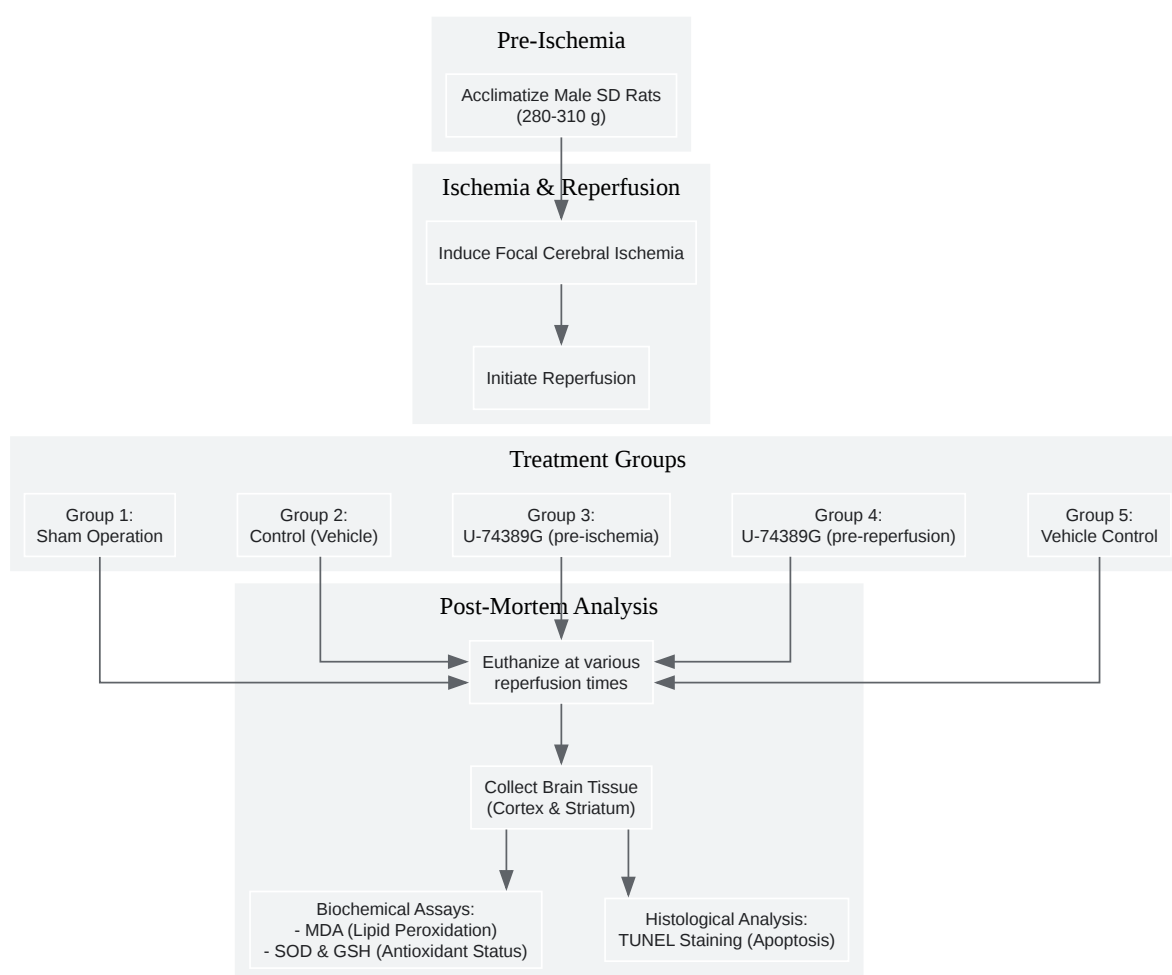 Pre-Ischemia
Acclimatize Male SD Rats
(280-310 g)
Ischemia & Reperfusion
Induce Focal Cerebral Ischemia
Initiate Reperfusion
Treatment Groups
Group 1:
Sham Operation
Group 2:
Control (Vehicle)
Group 3:
U-74389G (pre-ischemia)
Group 4:
U-74389G (pre-reperfusion)
Group 5:
Vehicle Control
Post-Mortem Analysis
Euthanize at various
reperfusion times
Collect Brain Tissue
(Cortex & Striatum)
Biochemical Assays:
- MDA (Lipid Peroxidation)
- SOD & GSH (Antioxidant Status)
Histological Analysis:
TUNEL Staining (Apoptosis)